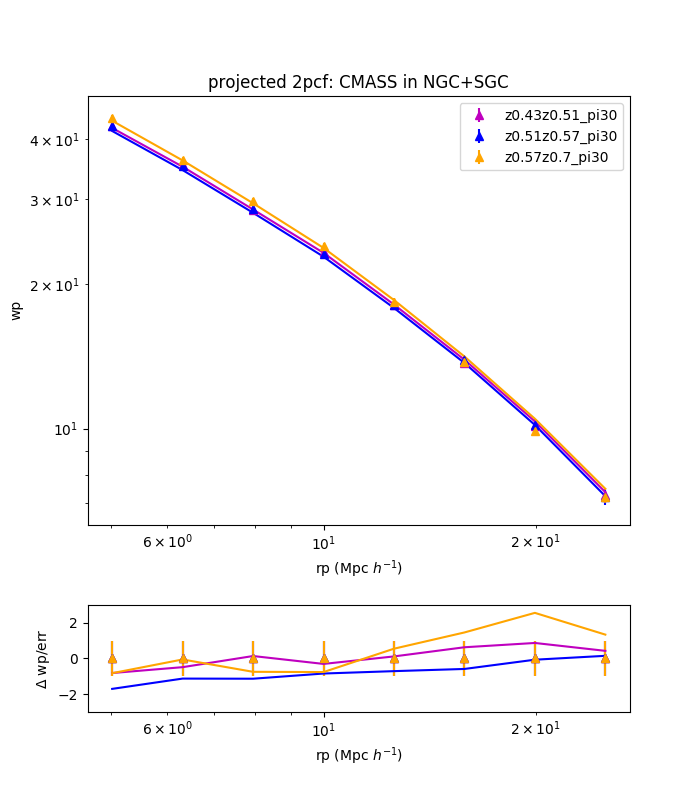 projected 2pcf: CMASS in NGC+SGC
z0.43z0.51_pi30
z0.51z0.57_pi30
z0.57z0.7_pi30
wp
4 × 10¹
3 × 10¹
2 × 10¹
10¹
6 × 10⁰
10¹
2 × 10¹
rp (Mpc h⁻¹)
Δ wp/err
2
0
−2
6 × 10⁰
10¹
2 × 10¹
rp (Mpc h⁻¹)